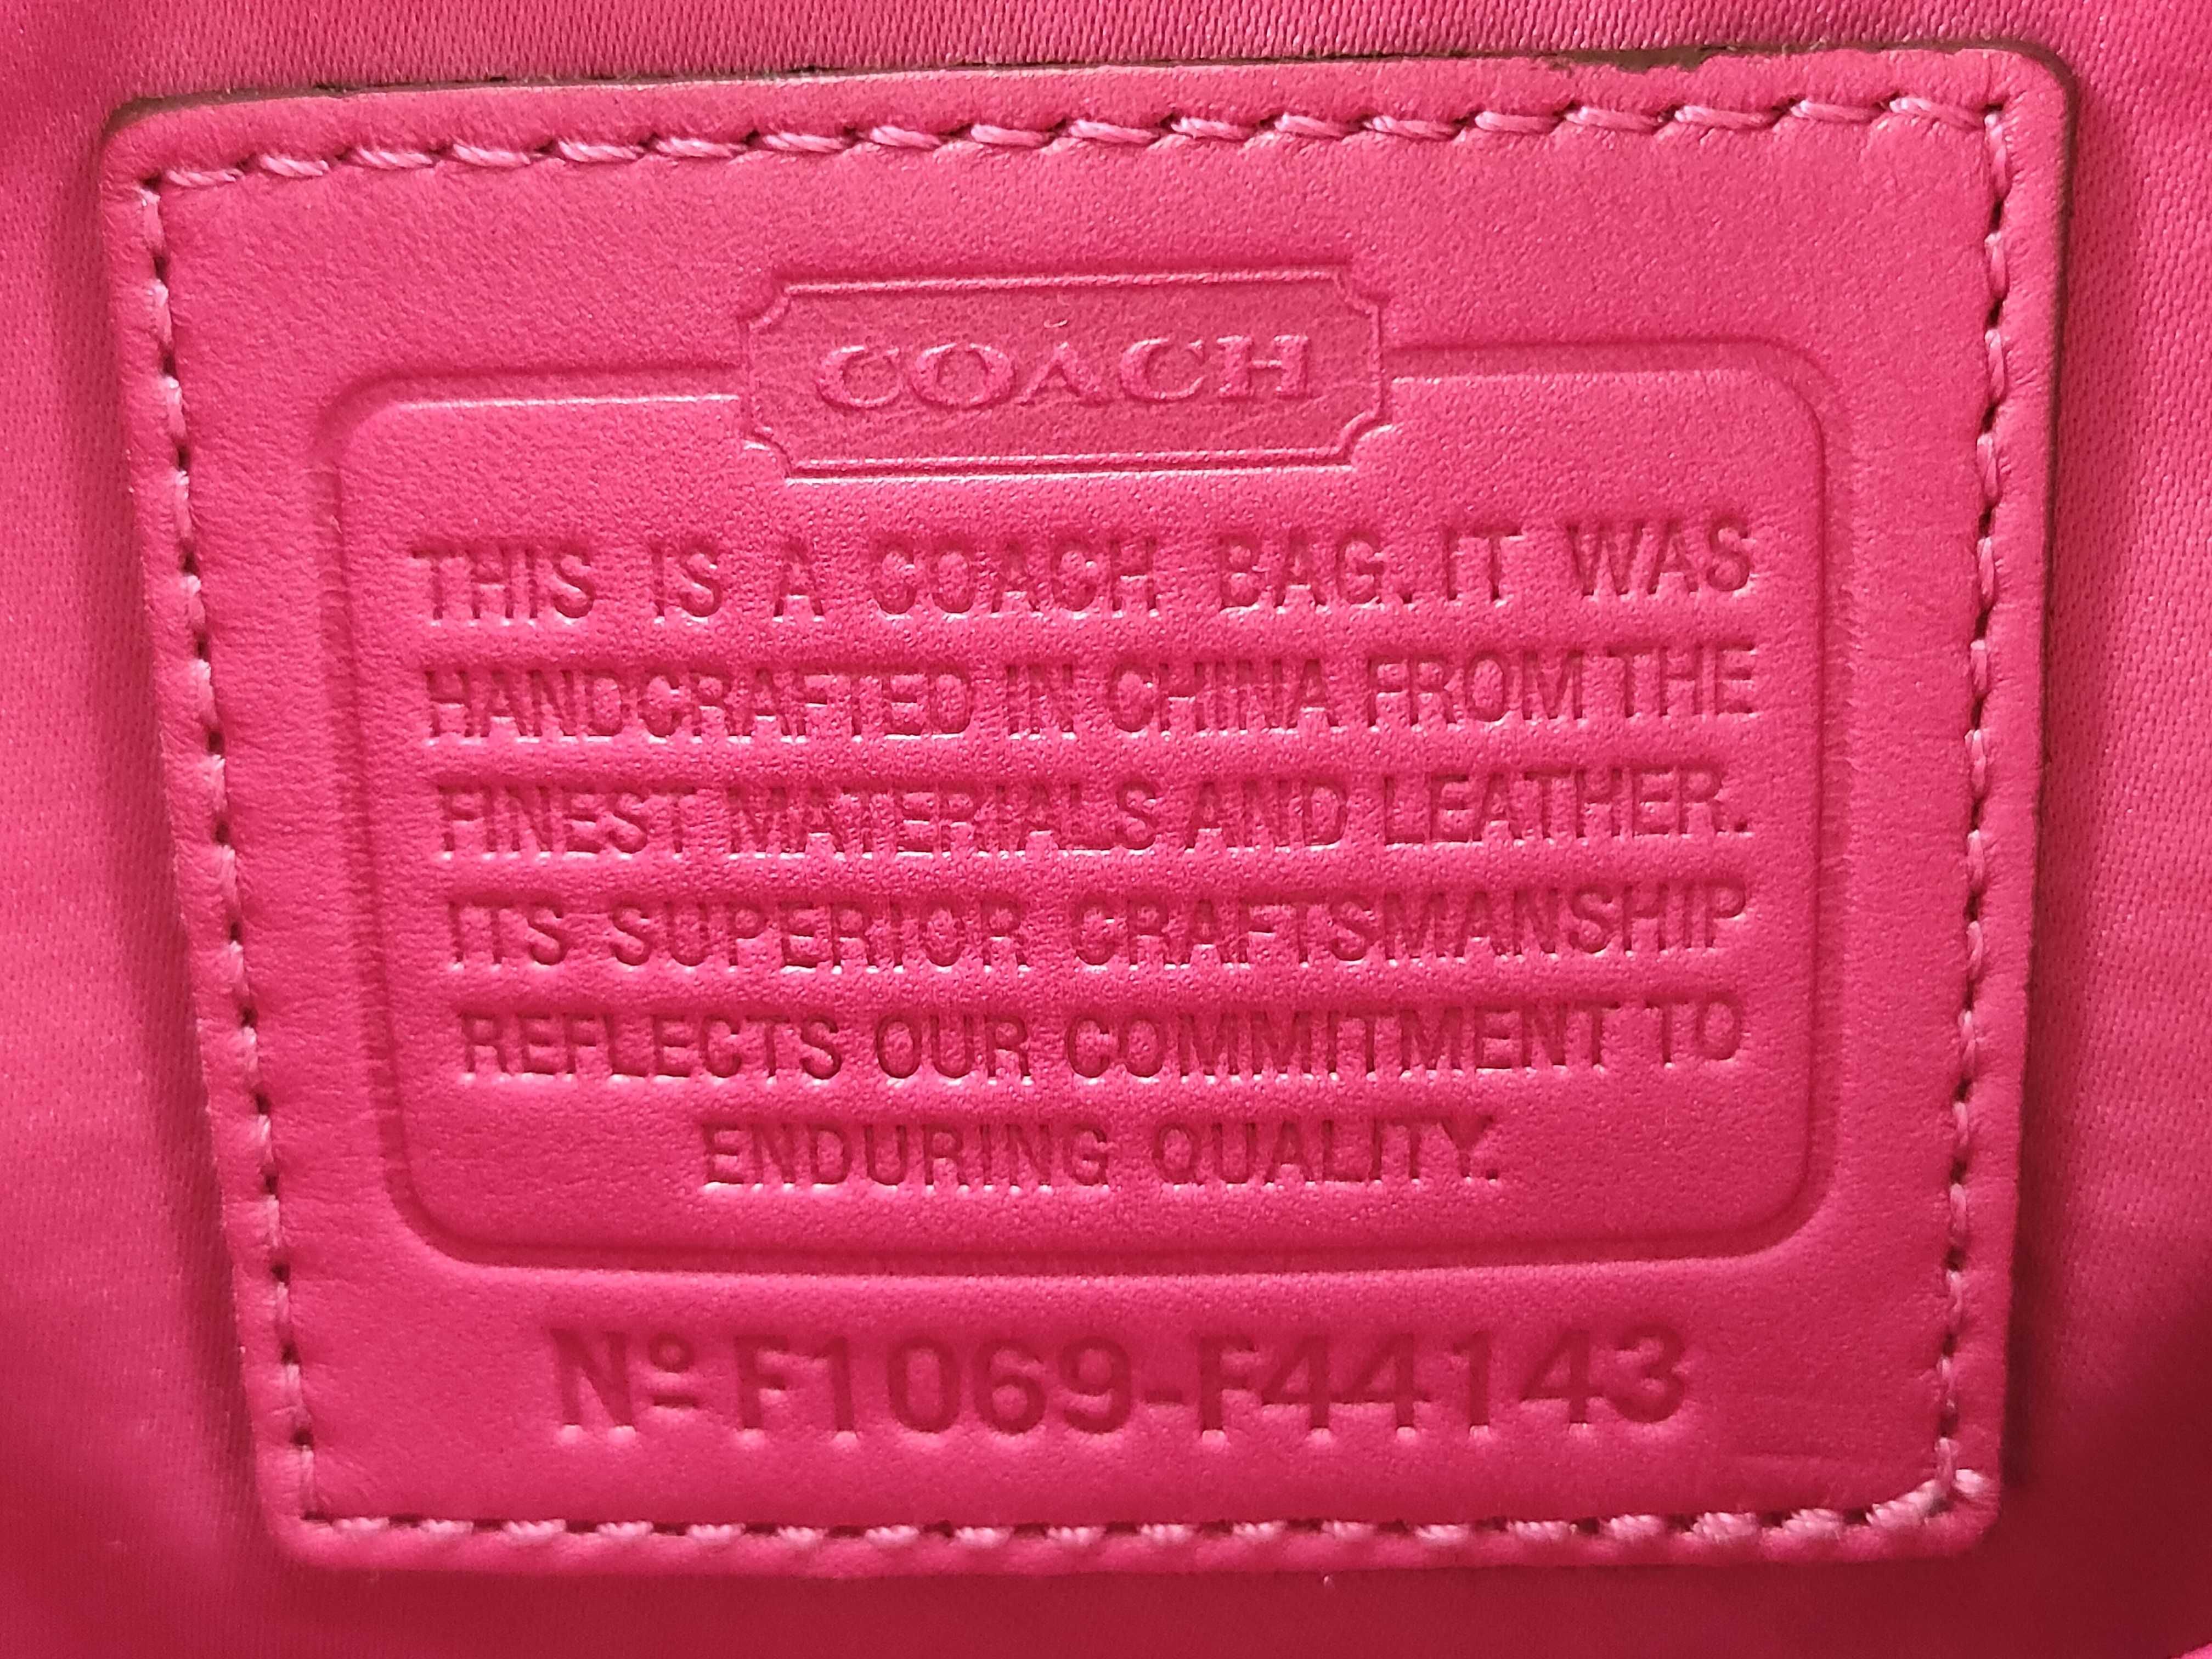 COACH
THIS IS A COACH BAG. IT WAS
HANDCRAFTED IN CHINA FROM THE
FINEST MATERIALS AND LEATHER.
ITS SUPERIOR CRAFTSMANSHIP
REFLECTS OUR COMMITMENT TO
ENDURING QUALITY.
Nº F1069-F44143